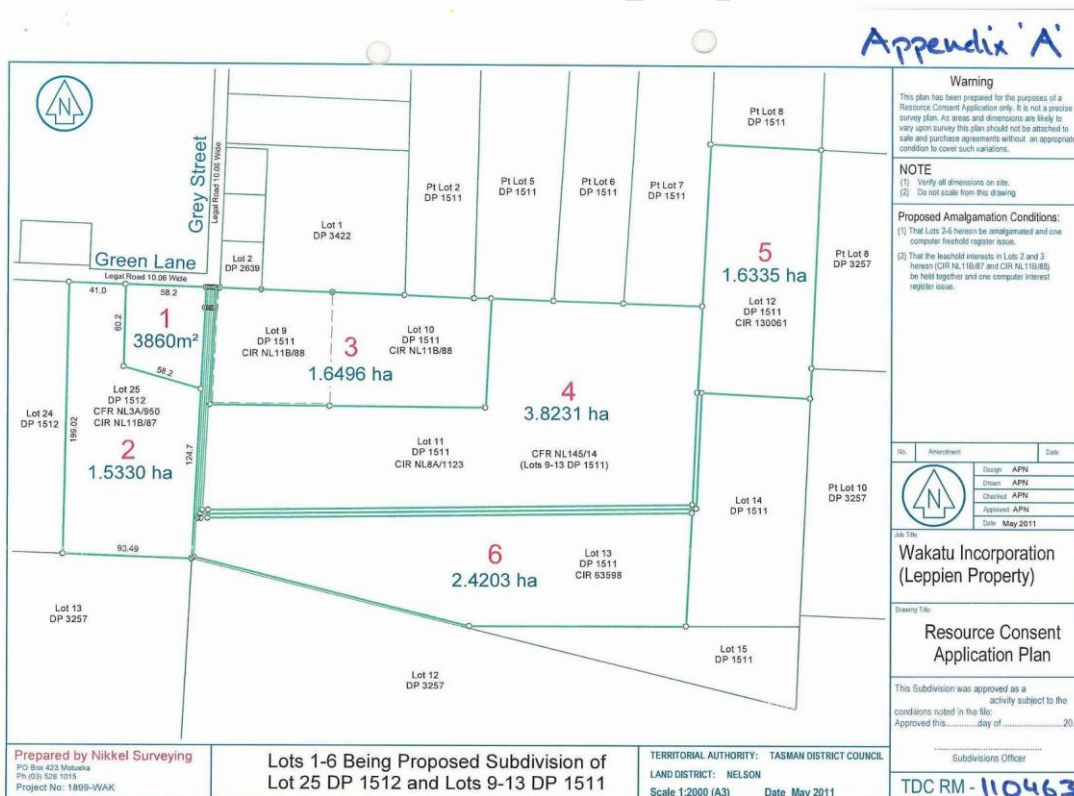 Appendix 'A'
N
Grey Street
Legal Road 10.06 Wide
Green Lane
Legal Road 10.06 Wide
41.0
58.2
60.2
1
3860m²
58.2
Lot 24
DP 1512
199.02
Lot 25
DP 1512
CFR NL3A/950
CIR NL11B/87
2
1.5330 ha
124.7
93.49
Lot 13
DP 3257
Lot 2
DP 2639
Lot 1
DP 3422
Pt Lot 2
DP 1511
Pt Lot 5
DP 1511
Pt Lot 6
DP 1511
Pt Lot 7
DP 1511
Pt Lot 8
DP 1511
Pt Lot 8
DP 3257
5
1.6335 ha
Lot 12
DP 1511
CIR 130061
Lot 9
DP 1511
CIR NL11B/88
3
1.6496 ha
Lot 10
DP 1511
CIR NL11B/88
4
3.8231 ha
Lot 11
DP 1511
CIR NL8A/1123
CFR NL145/14
(Lots 9-13 DP 1511)
Lot 14
DP 1511
Pt Lot 10
DP 3257
6
2.4203 ha
Lot 13
DP 1511
CIR 63598
Lot 12
DP 3257
Lot 15
DP 1511
Warning
This plan has been prepared for the purposes of a
Resource Consent Application only. It is not a precise
survey plan. As areas and dimensions are likely to
vary upon survey this plan should not be attached to
sale and purchase agreements without an appropriate
condition to cover such variations.
NOTE
(1) Verify all dimensions on site.
(2) Do not scale from this drawing
Proposed Amalgamation Conditions:
(1) That Lots 2-6 hereon be amalgamated and one
computer freehold register issue.
(2) That the leashold interests in Lots 2 and 3
hereon (CIR NL11B/87 and CIR NL11B/88)
be held together and one computer interest
register issue.
No. Amendment Date
N
Design APN
Drawn APN
Checked APN
Approved APN
Date May 2011
Job Title
Wakatu Incorporation
(Leppien Property)
Drawing Title
Resource Consent
Application Plan
This Subdivision was approved as a
activity subject to the
conditions noted in the file:
Approved this............day of ....................20
Subdivisions Officer
TDC RM - 110463
Prepared by Nikkel Surveying
PO Box 423 Motueka
Ph (03) 528 1015
Project No: 1899-WAK
Lots 1-6 Being Proposed Subdivision of
Lot 25 DP 1512 and Lots 9-13 DP 1511
TERRITORIAL AUTHORITY: TASMAN DISTRICT COUNCIL
LAND DISTRICT: NELSON
Scale 1:2000 (A3) Date May 2011